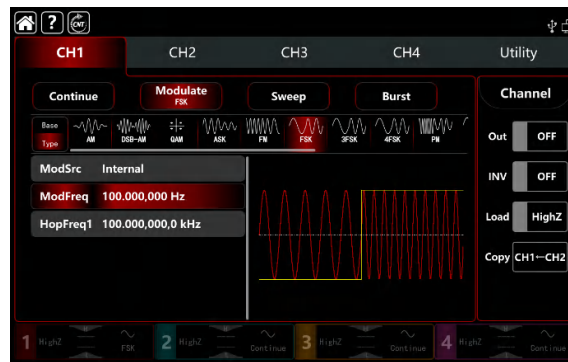 CNT
CH1 CH2 CH3 CH4 Utility
Continue Modulate Sweep Burst Channel
FSK
Base
Type
AM DSB-AM QAM ASK FM FSK 3FSK 4FSK PM
Out OFF
ModSrc Internal
INV OFF
ModFreq 100.000,000 Hz
Load HighZ
HopFreq1 100.000,000,0 kHz
Copy CH1←CH2
1 HighZ FSK 2 HighZ Continue 3 HighZ Continue 4 HighZ Continue